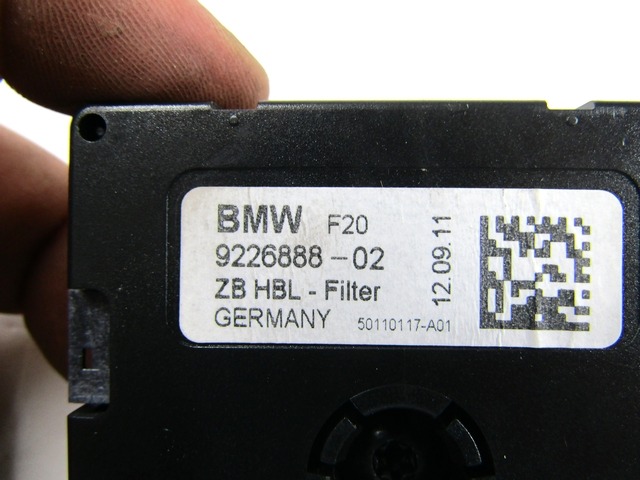 BMW F20
9226888-02
ZB HBL - Filter
GERMANY 50110117-A01
12.09.11